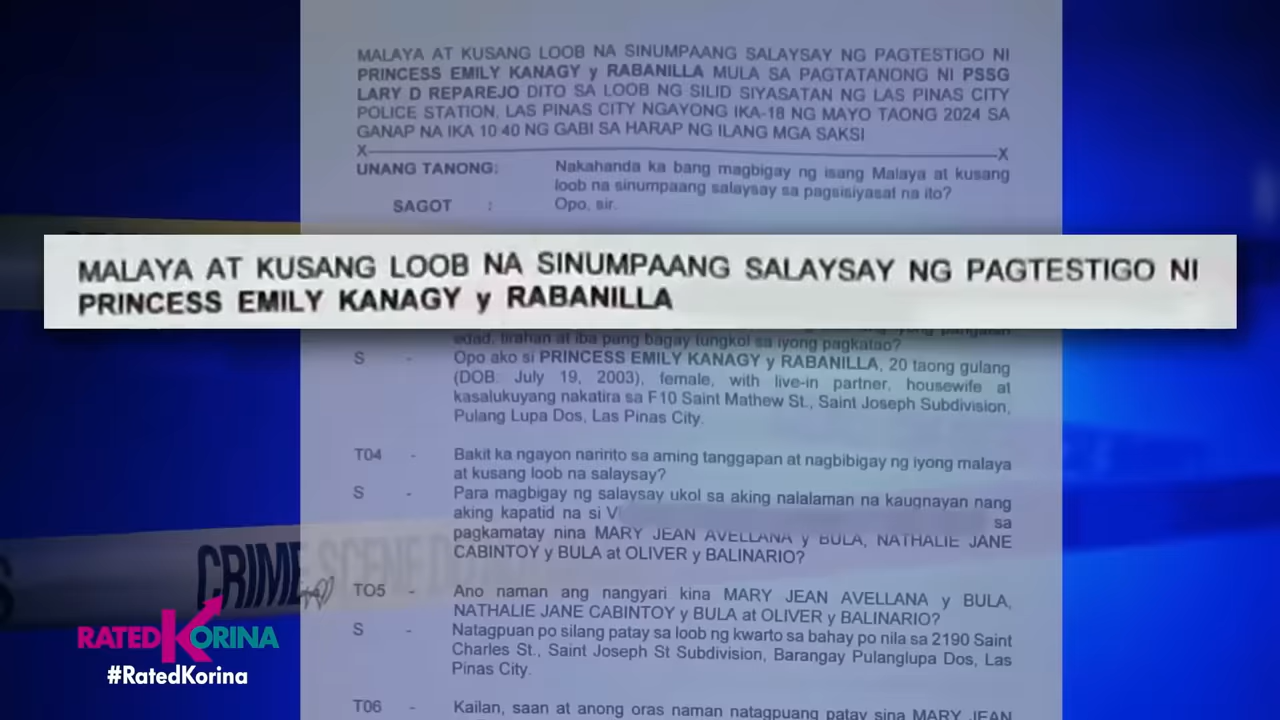 MALAYA AT KUSANG LOOB NA SINUMPAANG SALAYSAY NG PAGTESTIGO NI
PRINCESS EMILY KANAGY y RABANILLA MULA SA PAGTATANONG NI PSSG
LARY D REPAREJO DITO SA LOOB NG SILID SIYASATAN NG LAS PINAS CITY
POLICE STATION, LAS PINAS CITY NGAYONG IKA-18 NG MAYO TAONG 2024 SA
GANAP NA IKA 10:40 NG GABI SA HARAP NG ILANG MGA SAKSI
X X
UNANG TANONG: Nakahanda ka bang magbigay ng isang Malaya at kusang
loob na sinumpaang salaysay sa pagsisiyasat na ito?
SAGOT : Opo, sir.
MALAYA AT KUSANG LOOB NA SINUMPAANG SALAYSAY NG PAGTESTIGO NI
PRINCESS EMILY KANAGY y RABANILLA
edad, tirahan at iba pang bagay tungkol sa iyong pagkatao?
S - Opo ako si PRINCESS EMILY KANAGY y RABANILLA, 20 taong gulang
(DOB: July 19, 2003), female, with live-in partner, housewife at
kasalukuyang nakatira sa F10 Saint Mathew St., Saint Joseph Subdivision,
Pulang Lupa Dos, Las Pinas City.
T04 - Bakit ka ngayon naririto sa aming tanggapan at nagbibigay ng iyong malaya
at kusang loob na salaysay?
S - Para magbigay ng salaysay ukol sa aking nalalaman na kaugnayan nang
aking kapatid na si V sa
pagkamatay nina MARY JEAN AVELLANA y BULA, NATHALIE JANE
CABINTOY y BULA at OLIVER y BALINARIO?
TO5 - Ano naman ang nangyari kina MARY JEAN AVELLANA y BULA,
NATHALIE JANE CABINTOY y BULA at OLIVER y BALINARIO?
S - Natagpuan po silang patay sa loob ng kwarto sa bahay po nila sa 2190 Saint
Charles St., Saint Joseph St Subdivision, Barangay Pulanglupa Dos, Las
Pinas City.
T06 - Kailan, saan at anong oras naman natagpuang patay sina MARY JEAN
CRIME SCENE DO
RATED KORINA
#RatedKorina